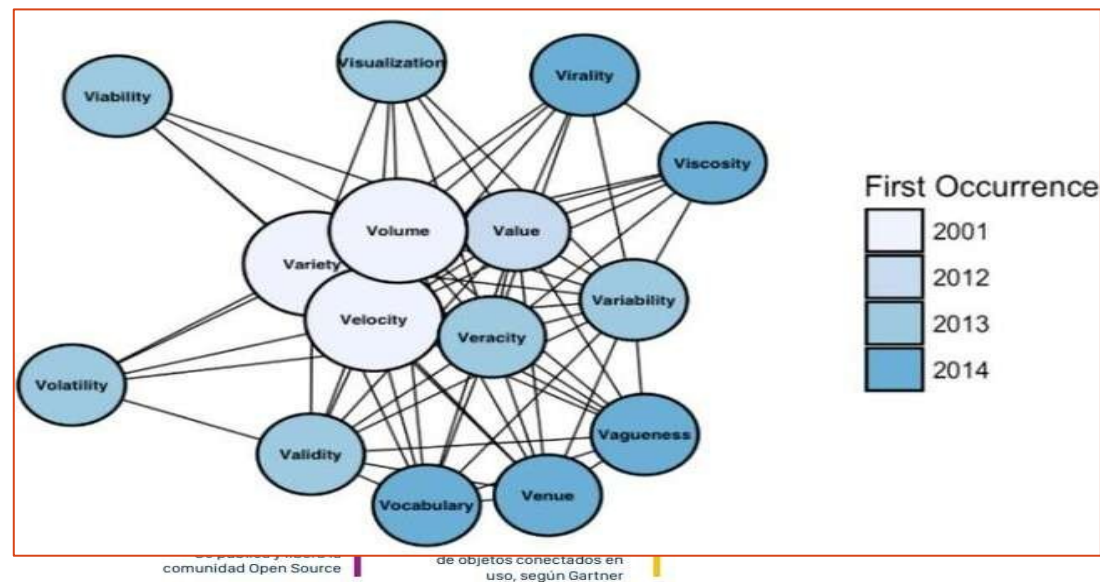 Visualization
Virality
Viability
Viscosity
First Occurrence
Volume
Value
2001
Variety
2012
Variability
Velocity
2013
Veracity
2014
Volatility
Vagueness
Validity
Venue
Vocabulary
comunidad Open Source
de objetos conectados en
uso, según Gartner